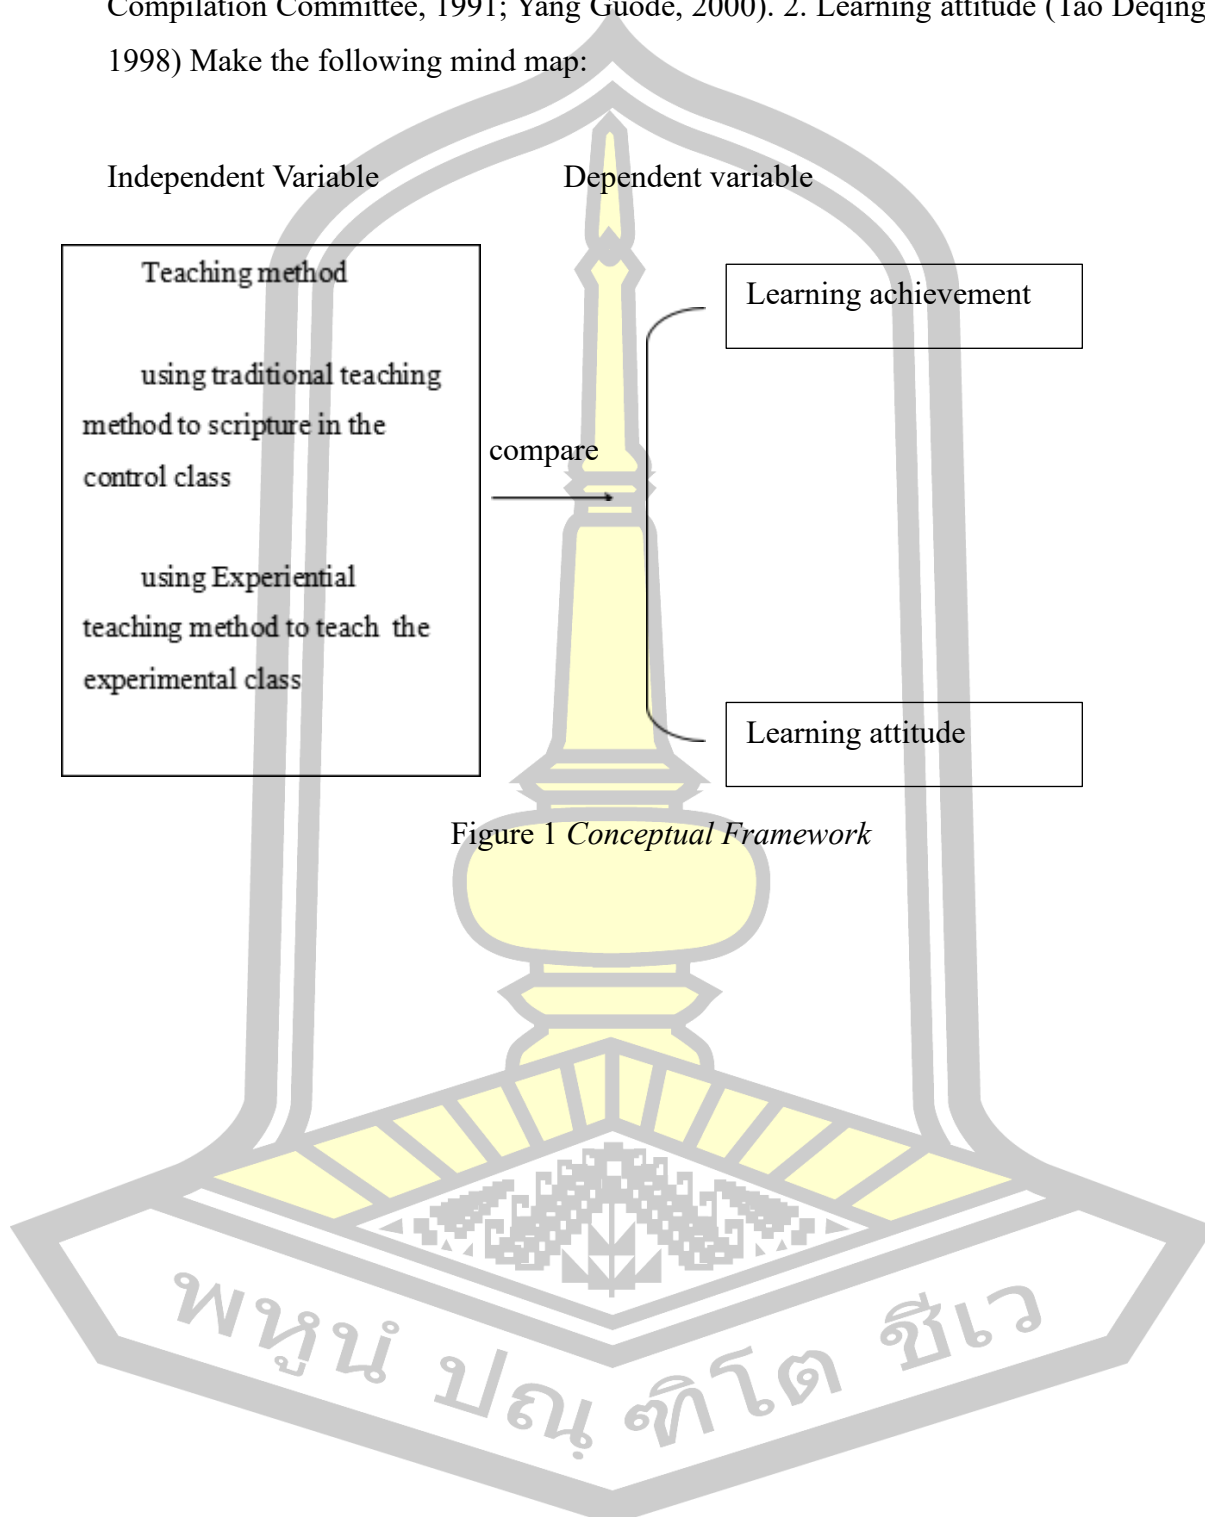 Compilation Committee, 1991; Yang Guode, 2000). 2. Learning attitude (Tao Deqing
1998) Make the following mind map:
Independent Variable
Dependent variable
Teaching method
using traditional teaching
method to scripture in the
control class
using Experiential
teaching method to teach the
experimental class
compare
Learning achievement
Learning attitude
Figure 1 Conceptual Framework
พหูนํ ปณฺฑิโต ชีเว